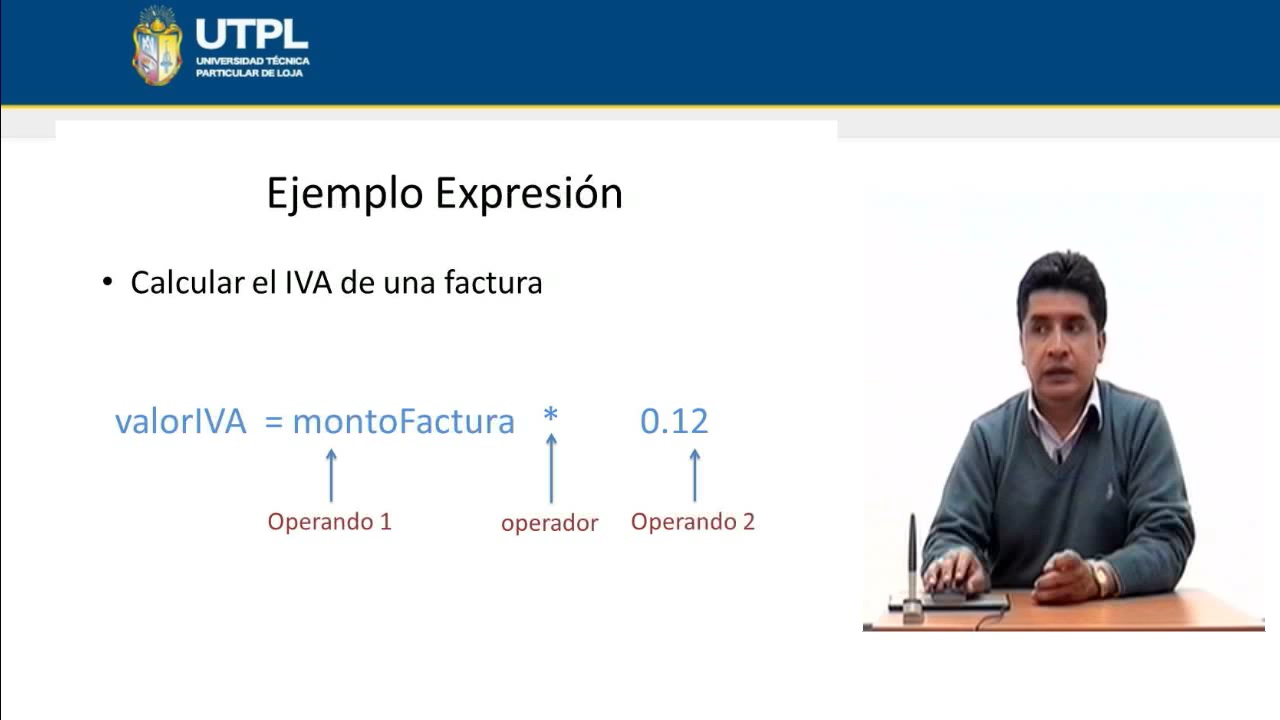 UTPL
UNIVERSIDAD TÉCNICA
PARTICULAR DE LOJA
Ejemplo Expresión
• Calcular el IVA de una factura
valorIVA = montoFactura * 0.12
Operando 1 operador Operando 2